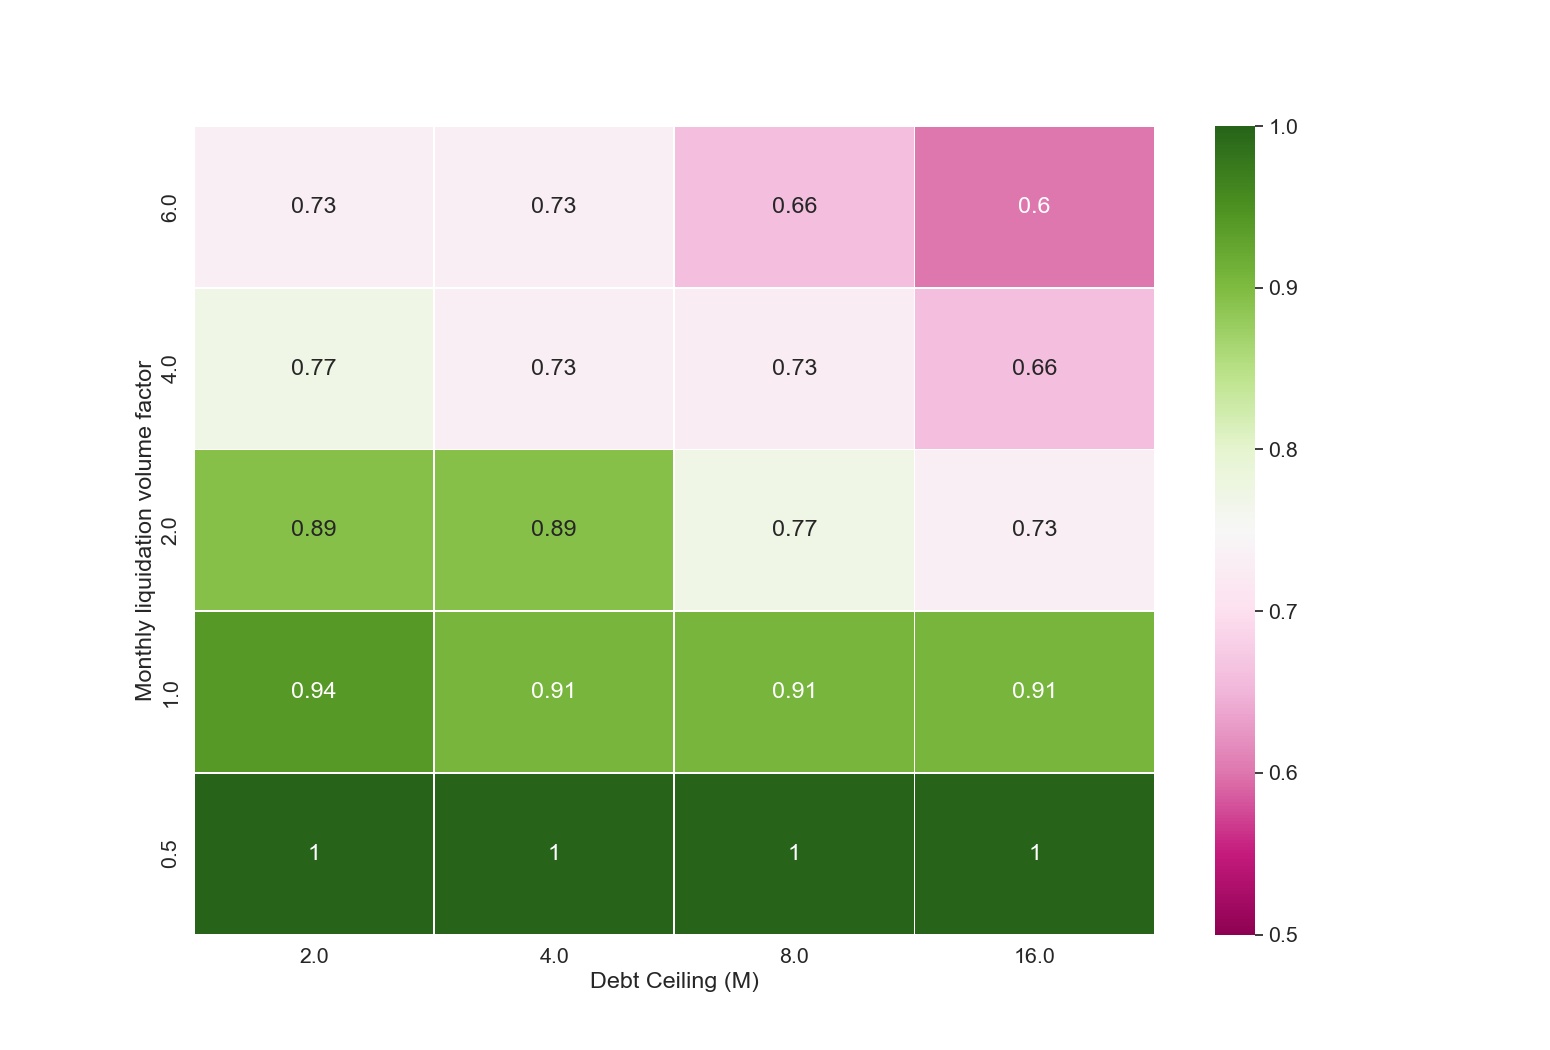 6.0 0.73 0.73 0.66 0.6
4.0 0.77 0.73 0.73 0.66
2.0 0.89 0.89 0.77 0.73
1.0 0.94 0.91 0.91 0.91
0.5 1 1 1 1
Monthly liquidation volume factor
2.0 4.0 8.0 16.0
Debt Ceiling (M)
1.0
0.9
0.8
0.7
0.6
0.5